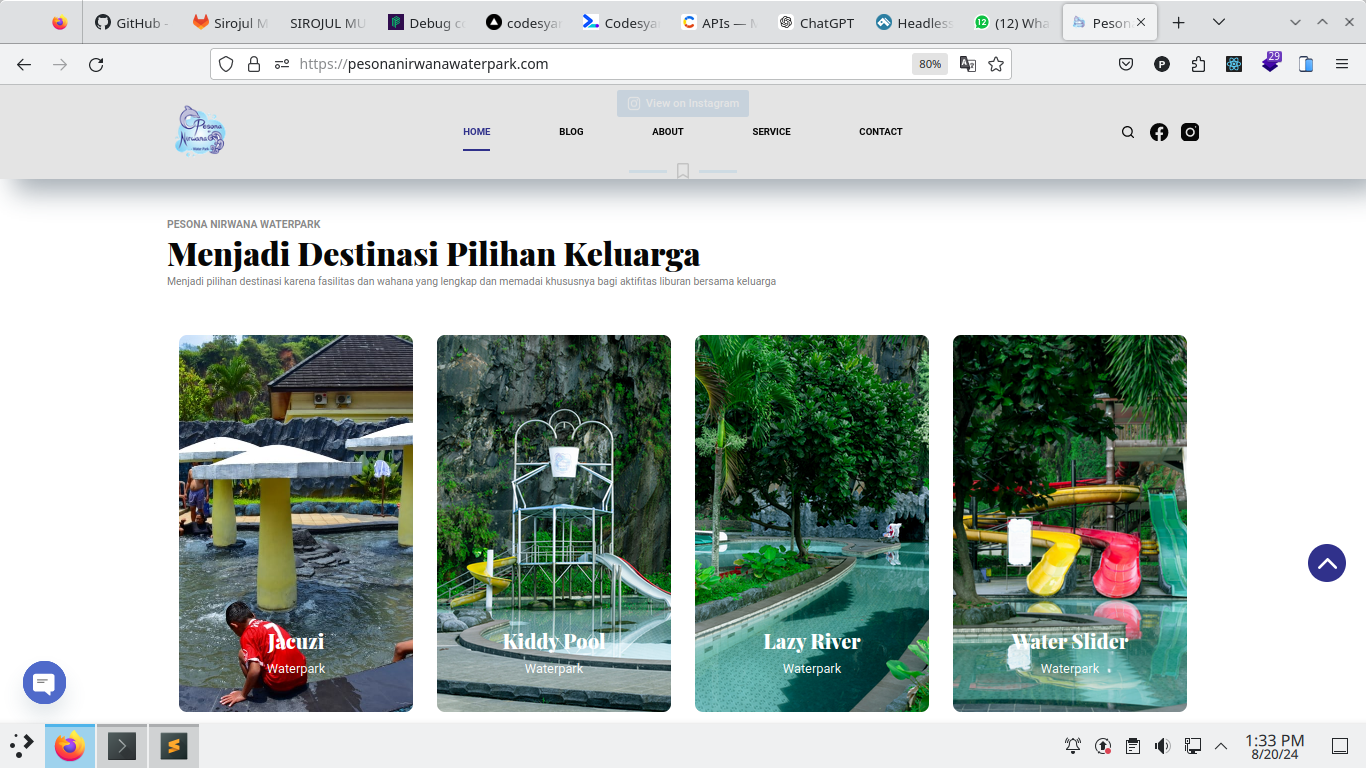 GitHub -
Sirojul M
SIROJUL MU
Debug co
codesyar
Codesya
APIs — M
ChatGPT
Headless
12
(12) Wha
Peson
https://pesonanirwanawaterpark.com
80%
29
View on Instagram
Pesona
Nirwana
Water Park
HOME
BLOG
ABOUT
SERVICE
CONTACT
PESONA NIRWANA WATERPARK
Menjadi Destinasi Pilihan Keluarga
Menjadi pilihan destinasi karena fasilitas dan wahana yang lengkap dan memadai khususnya bagi aktifitas liburan bersama keluarga
Jacuzi
Waterpark
Kiddy Pool
Waterpark
Lazy River
Waterpark
Water Slider
Waterpark
1:33 PM
8/20/24